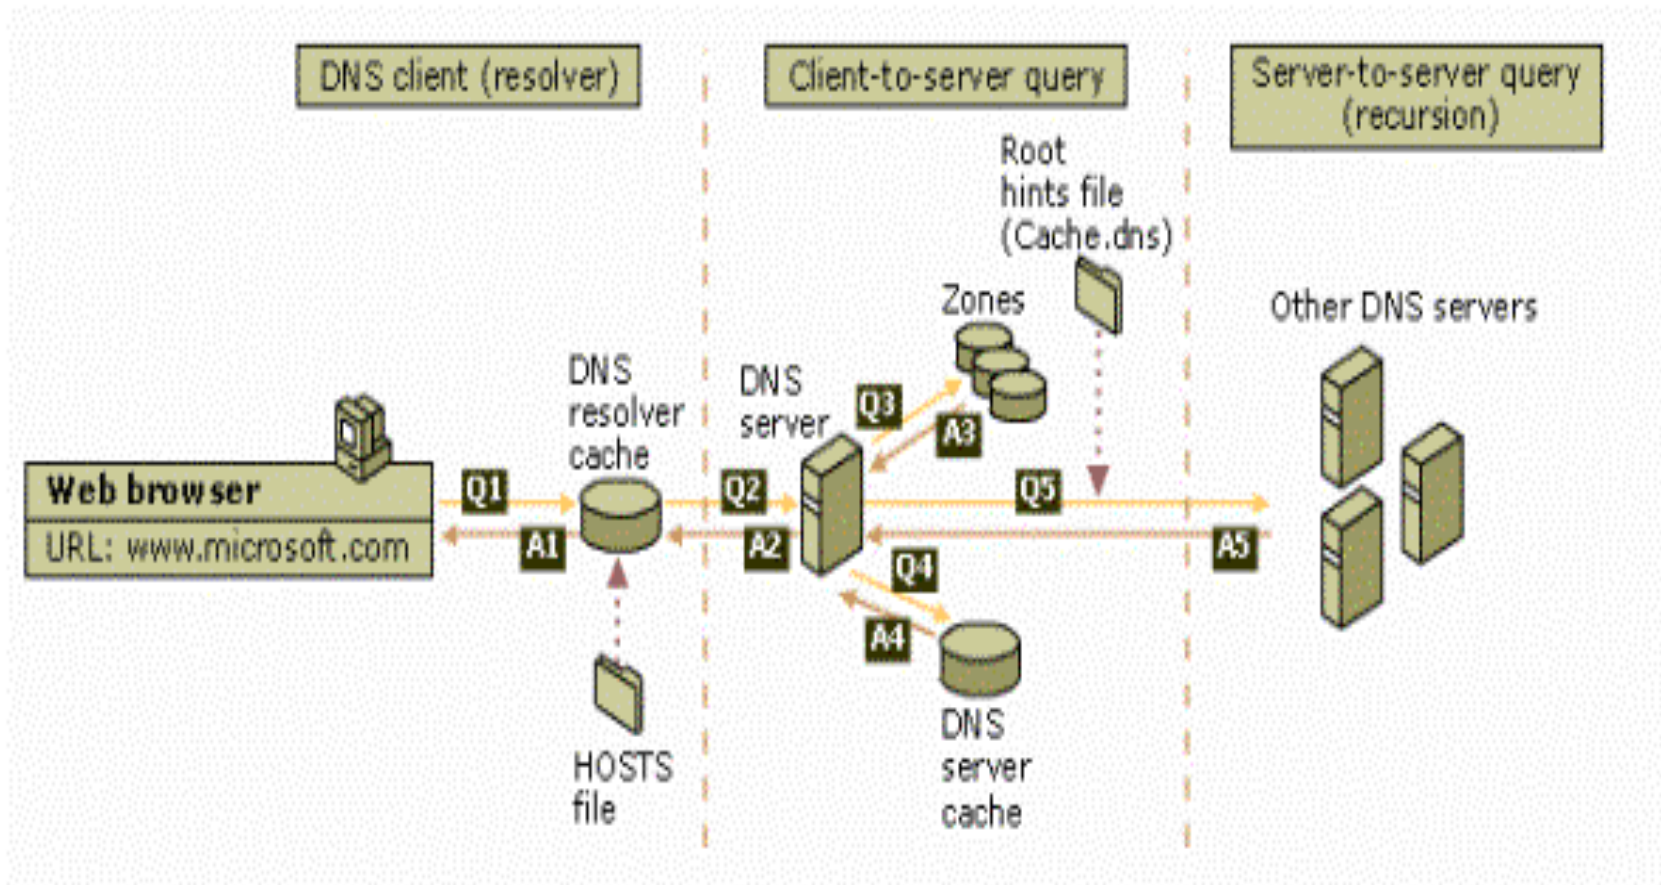 DNS client (resolver)
Client-to-server query
Server-to-server query
(recursion)
Root
hints file
(Cache.dns)
Zones
Other DNS servers
DNS
resolver
cache
DNS
server
Q3
A3
Web browser
URL: www.microsoft.com
Q1
A1
Q2
A2
Q5
A5
Q4
A4
HOSTS
file
DNS
server
cache